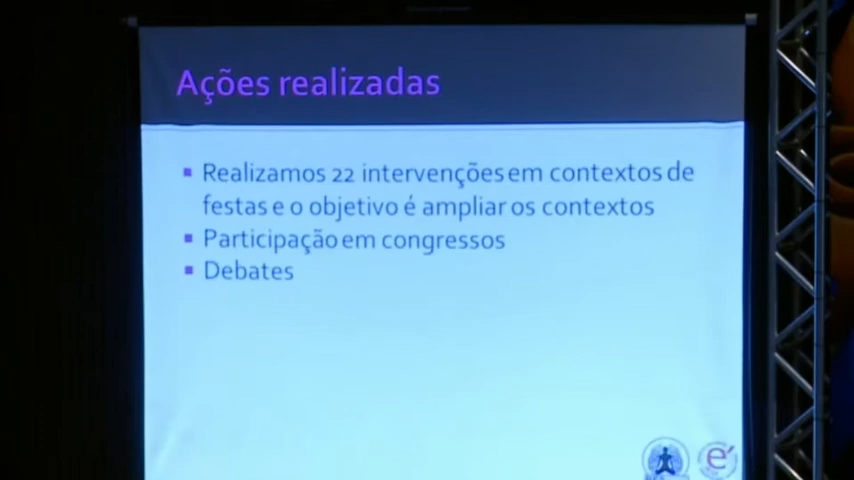 Ações realizadas
Realizamos 22 intervenções em contextos de
festas e o objetivo é ampliar os contextos
Participação em congressos
Debates
é